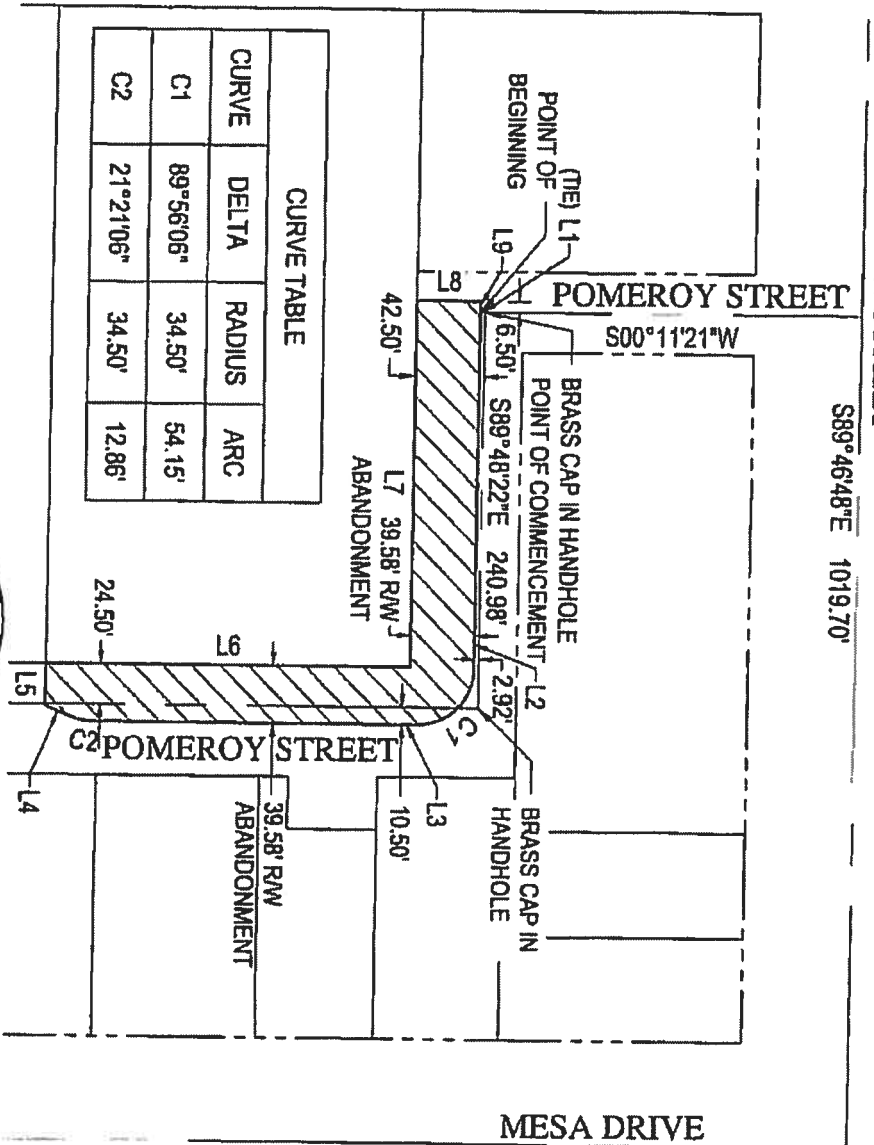 S89°46'48"E 1019.70'
POMEROY STREET
S00°11'21"W
MESA DRIVE
POINT OF
BEGINNING
(TIE) L1
L9
L8
6.50'
42.50'
BRASS CAP IN HANDHOLE
POINT OF COMMENCEMENT
S89°48'22"E 240.98'
L2
2.92'
L7 39.58' R/W
ABANDONMENT
C1
BRASS CAP IN
HANDHOLE
L3
10.50'
L6
24.50'
L5
C2
POMEROY STREET
L4
39.58' R/W
ABANDONMENT
CURVE TABLE
CURVE DELTA RADIUS ARC
C1 89°56'06" 34.50' 54.15'
C2 21°21'06" 34.50' 12.86'